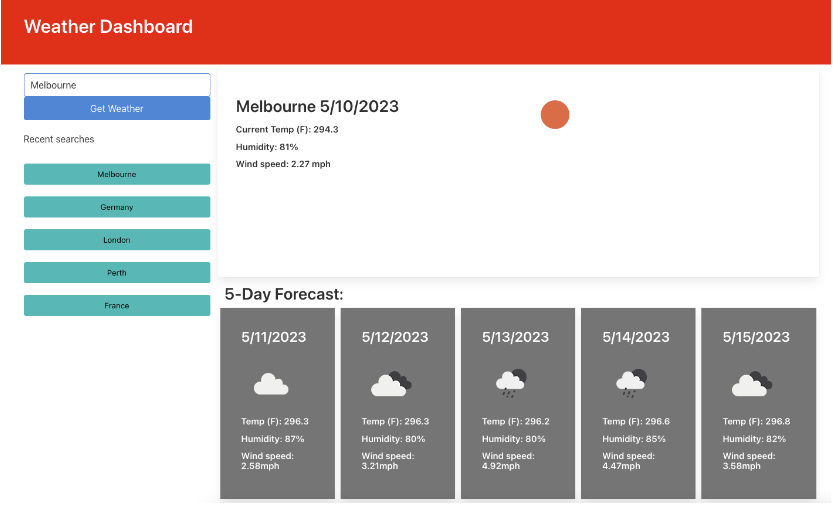 Weather Dashboard
Melbourne
Get Weather
Recent searches
Melbourne
Germany
London
Perth
France
Melbourne 5/10/2023
Current Temp (F): 294.3
Humidity: 81%
Wind speed: 2.27 mph
5-Day Forecast:
5/11/2023
Temp (F): 296.3
Humidity: 87%
Wind speed:
2.58mph
5/12/2023
Temp (F): 296.3
Humidity: 80%
Wind speed:
3.21mph
5/13/2023
Temp (F): 296.2
Humidity: 80%
Wind speed:
4.92mph
5/14/2023
Temp (F): 296.6
Humidity: 85%
Wind speed:
4.47mph
5/15/2023
Temp (F): 296.8
Humidity: 82%
Wind speed:
3.58mph